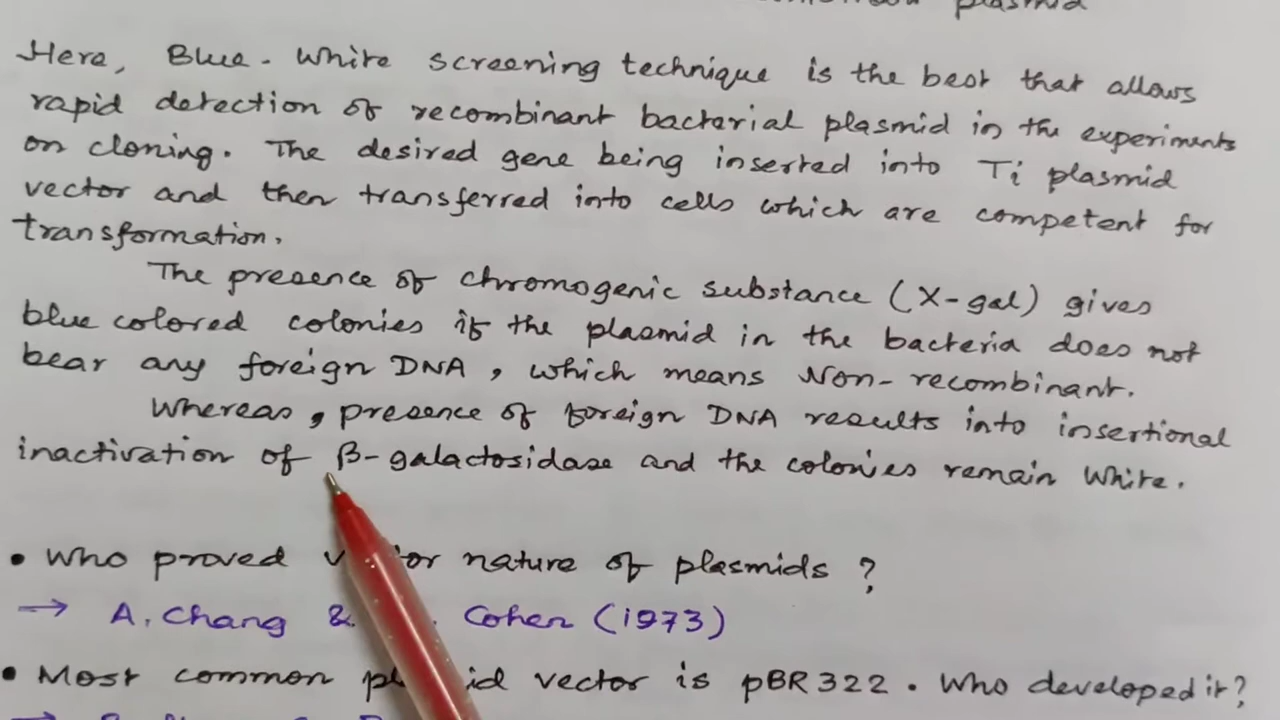 plasmid
Here, Blue-White screening technique is the best that allows
rapid detection of recombinant bacterial plasmid in the experiments
on cloning. The desired gene being inserted into Ti plasmid
vector and then transferred into cells which are competent for
transformation.
The presence of chromogenic substance (X-gal) gives
blue colored colonies if the plasmid in the bacteria does not
bear any foreign DNA, which means Non-recombinant.
Whereas, presence of foreign DNA results into insertional
inactivation of β-galactosidase and the colonies remain White.
• Who proved nature of plasmids ?
→ A. Chang & Cohen (1973)
• Most common vector is pBR322. Who developed it?